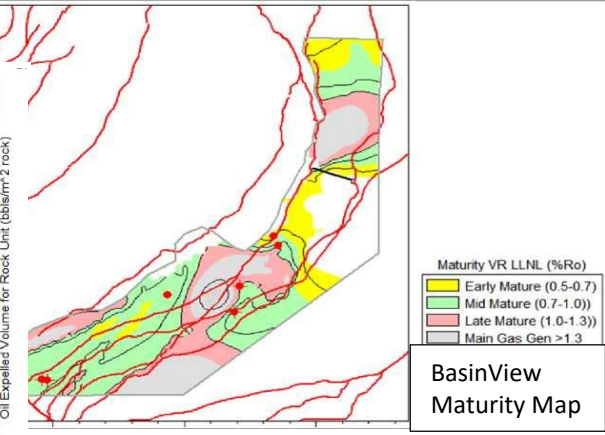 Oil Expelled Volume for Rock Unit (bbls/m^2 rock)
Maturity VR LLNL (%Ro)
Early Mature (0.5-0.7)
Mid Mature (0.7-1.0))
Late Mature (1.0-1.3))
Main Gas Gen >1.3
BasinView
Maturity Map